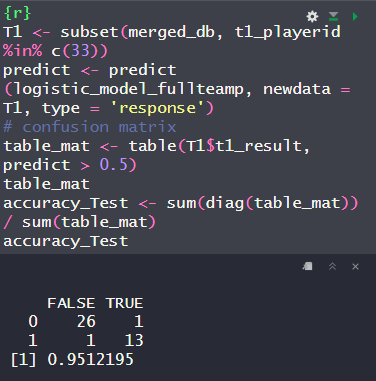 {r}
T1 <- subset(merged_db, t1_playerid
%in% c(33))
predict <- predict
(logistic_model_fullteamp, newdata =
T1, type = 'response')
# confusion matrix
table_mat <- table(T1$t1_result,
predict > 0.5)
table_mat
accuracy_Test <- sum(diag(table_mat))
/ sum(table_mat)
accuracy_Test
FALSE TRUE
0 26 1
1 1 13
[1] 0.9512195